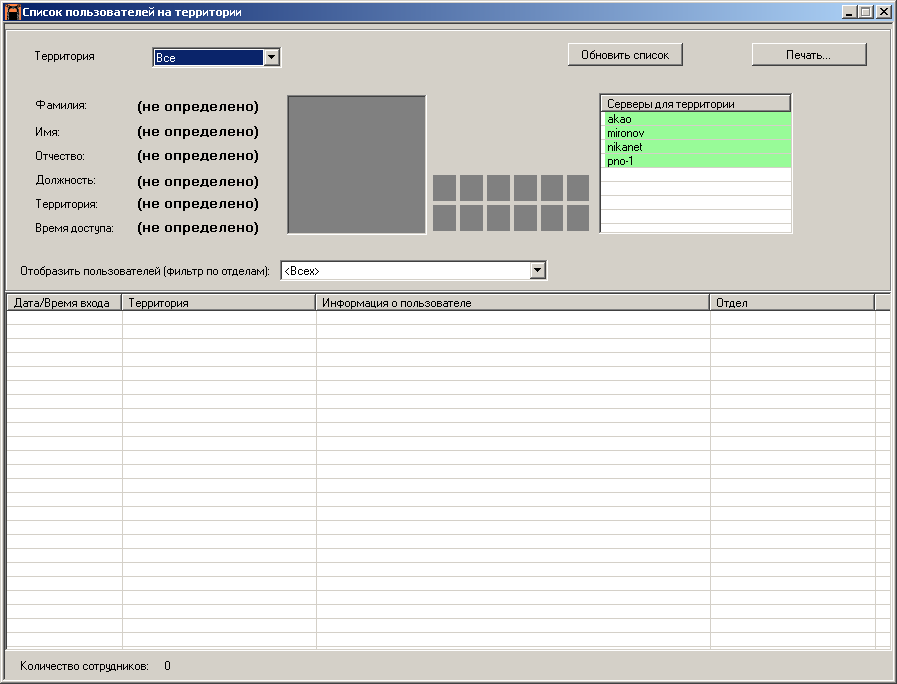 Список пользователей на территории
Территория Все Обновить список Печать...
Фамилия: (не определено)
Имя: (не определено)
Отчество: (не определено)
Должность: (не определено)
Территория: (не определено)
Время доступа: (не определено)
Серверы для территории
akao
mironov
nikanet
pno-1
Отобразить пользователей (фильтр по отделам): <Всех>
Дата/Время входа Территория Информация о пользователе Отдел
Количество сотрудников: 0